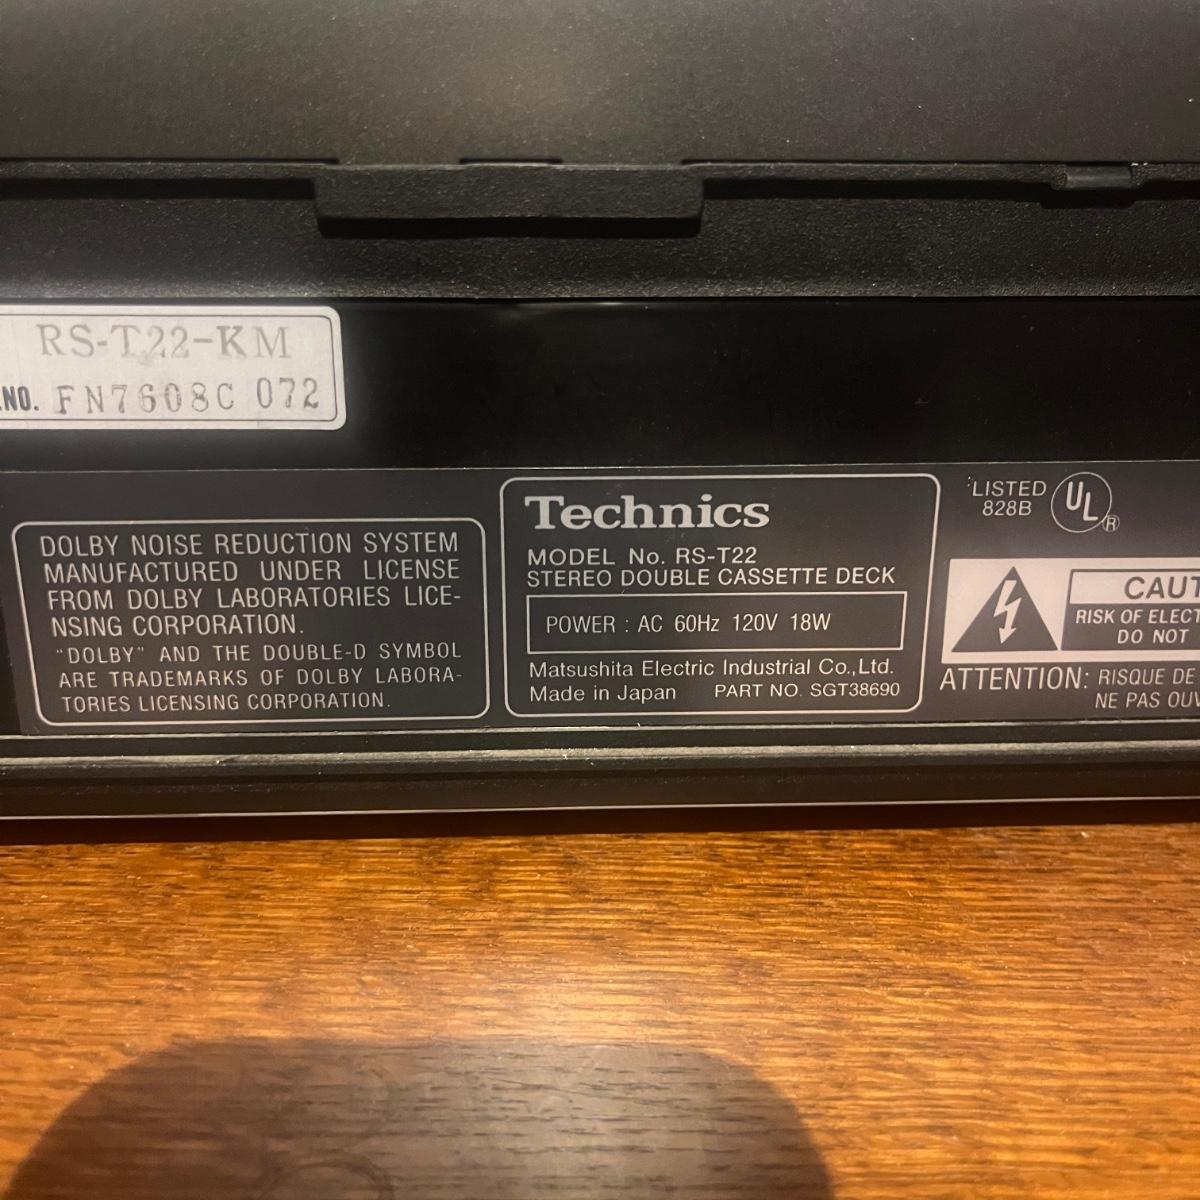 RS-T22-KM
.NO. FN7608C 072
DOLBY NOISE REDUCTION SYSTEM
MANUFACTURED UNDER LICENSE
FROM DOLBY LABORATORIES LICE-
NSING CORPORATION.
"DOLBY" AND THE DOUBLE-D SYMBOL
ARE TRADEMARKS OF DOLBY LABORA-
TORIES LICENSING CORPORATION.
Technics
MODEL No. RS-T22
STEREO DOUBLE CASSETTE DECK
POWER : AC 60Hz 120V 18W
Matsushita Electric Industrial Co.,Ltd.
Made in Japan PART NO. SGT38690
LISTED
828B
UL®
CAUT
RISK OF ELECT
DO NOT
ATTENTION: RISQUE DE
NE PAS OUV